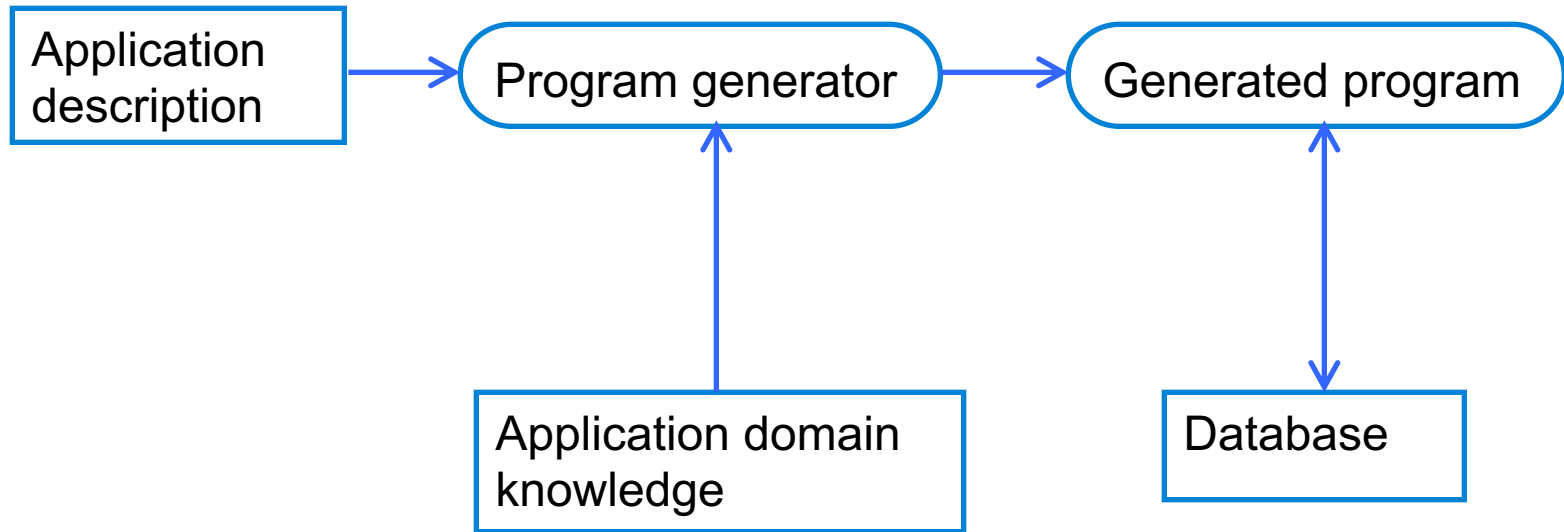 Application
description
Program generator
Generated program
Application domain
knowledge
Database